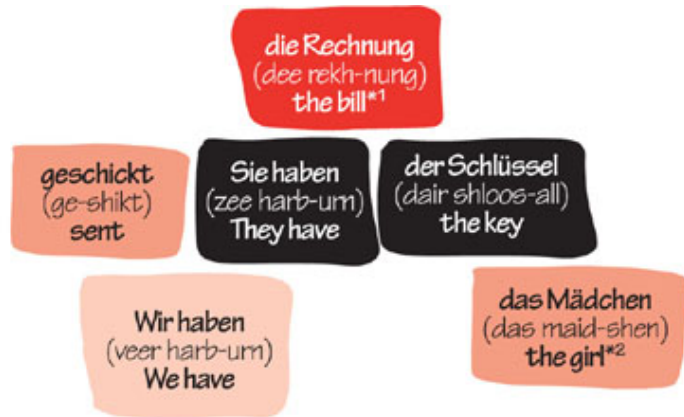 die Rechnung
(dee rekh-nung)
the bill*1
geschickt
(ge-shikt)
sent
Sie haben
(zee harb-urn)
They have
der Schlüssel
(dair shloos-all)
the key
Wir haben
(veer harb-urn)
We have
das Mädchen
(das maid-shen)
the girl*2